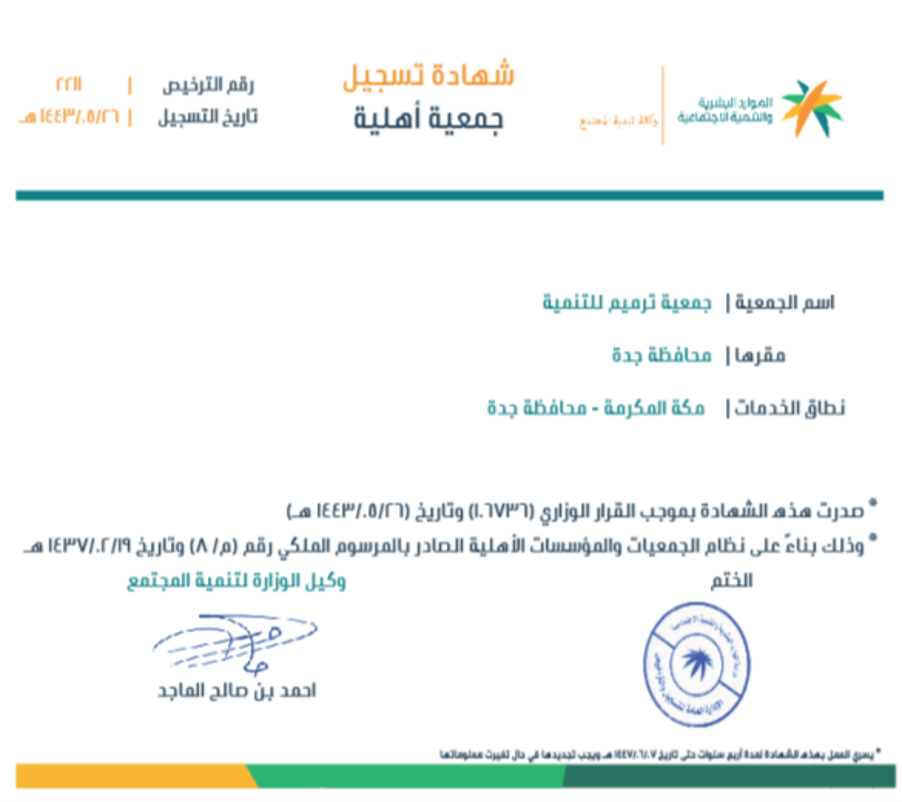 الموارد البشرية
والتنمية الاجتماعية
وكالة تنمية المجتمع
شهادة تسجيل
جمعية أهلية
رقم الترخيص | ٢٢١١
تاريخ التسجيل | ١٤٤٣/٠٥/٢٦ هـ
اسم الجمعية | جمعية ترميم للتنمية
مقرها | محافظة جدة
نطاق الخدمات | مكة المكرمة - محافظة جدة
* صدرت هذه الشهادة بموجب القرار الوزاري (١٠٦٧٣٦) وتاريخ (١٤٤٣/٠٥/٢٦ هـ)
* وذلك بناءً على نظام الجمعيات والمؤسسات الأهلية الصادر بالمرسوم الملكي رقم (م/ ٨) وتاريخ ١٤٣٧/٠٢/١٩ هـ
الختم
وكيل الوزارة لتنمية المجتمع
احمد بن صالح الماجد
* يسري العمل بهذه الشهادة لمدة أربع سنوات حتى تاريخ ١٤٤٧/٠٦/٠٧ هـ ويجب تجديدها في حال تغيرت معلوماتها